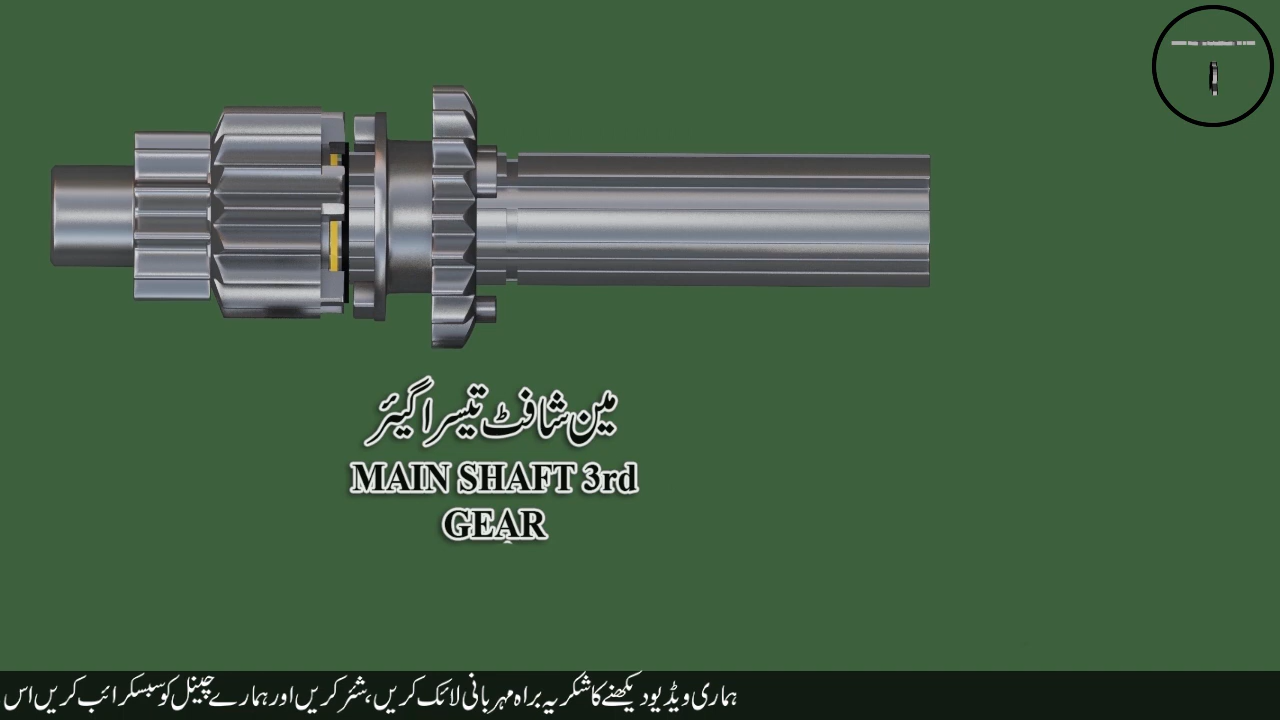 مین شافٹ تیسرا گیئر
MAIN SHAFT 3rd
GEAR
ہماری ویڈیو دیکھنے کا شکریہ براہ مہربانی لائک کریں، شئر کریں اور ہمارے چینل کو سبسکرائب کریں اس